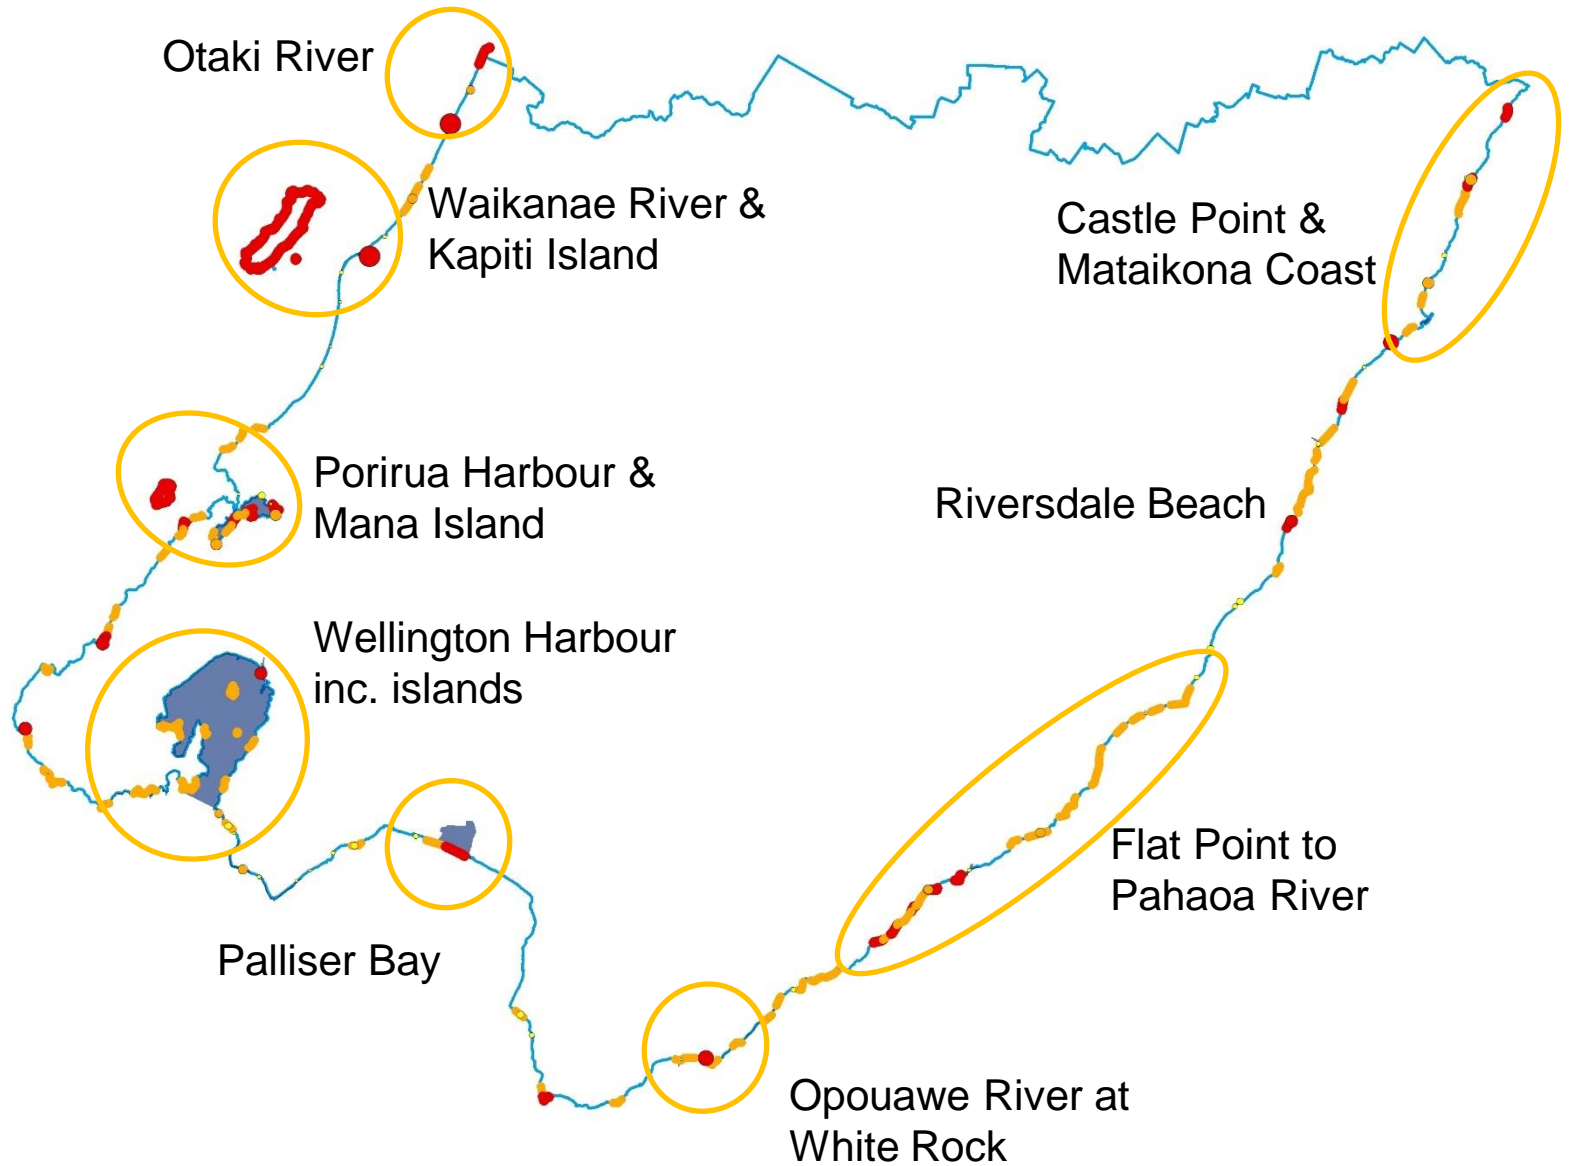 Otaki River
Waikanae River &
Kapiti Island
Castle Point &
Mataikona Coast
Porirua Harbour &
Mana Island
Riversdale Beach
Wellington Harbour
inc. islands
Flat Point to
Pahaoa River
Palliser Bay
Opouawe River at
White Rock